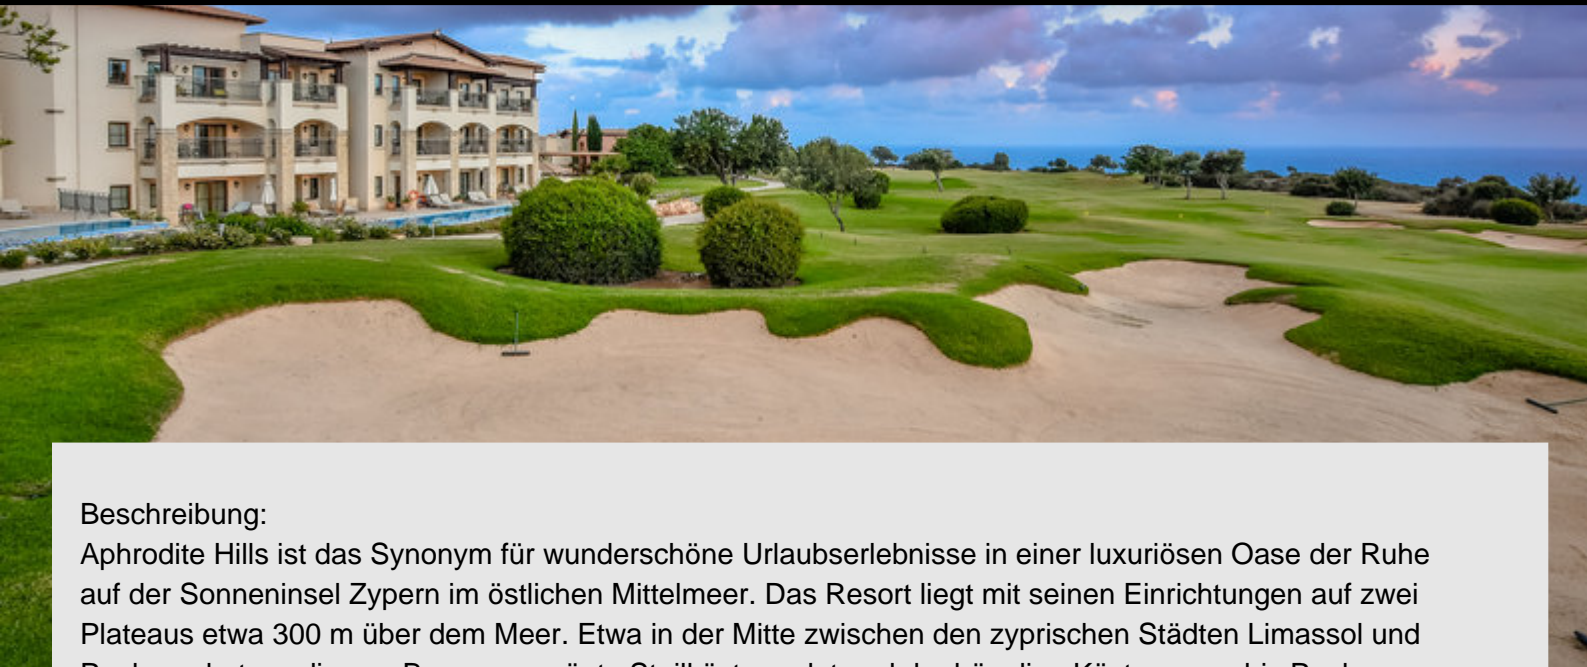 Beschreibung:
Aphrodite Hills ist das Synonym für wunderschöne Urlaubserlebnisse in einer luxuriösen Oase der Ruhe
auf der Sonneninsel Zypern im östlichen Mittelmeer. Das Resort liegt mit seinen Einrichtungen auf zwei
Plateaus etwa 300 m über dem Meer. Etwa in der Mitte zwischen den zyprischen Städten Limassol und